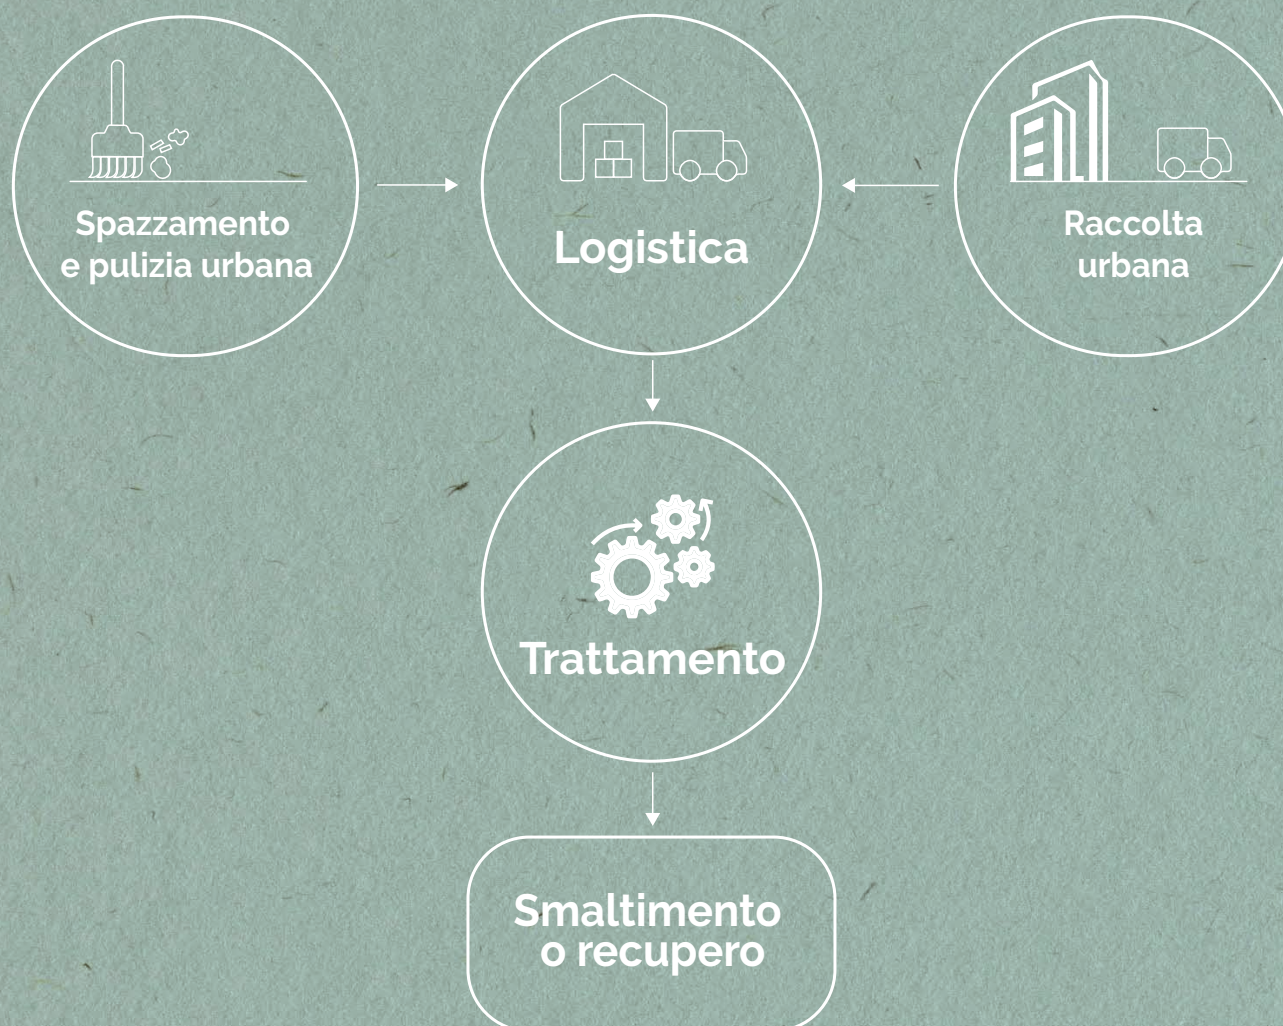 Spazzamento
e pulizia urbana
Logistica
Raccolta
urbana
Trattamento
Smaltimento
o recupero